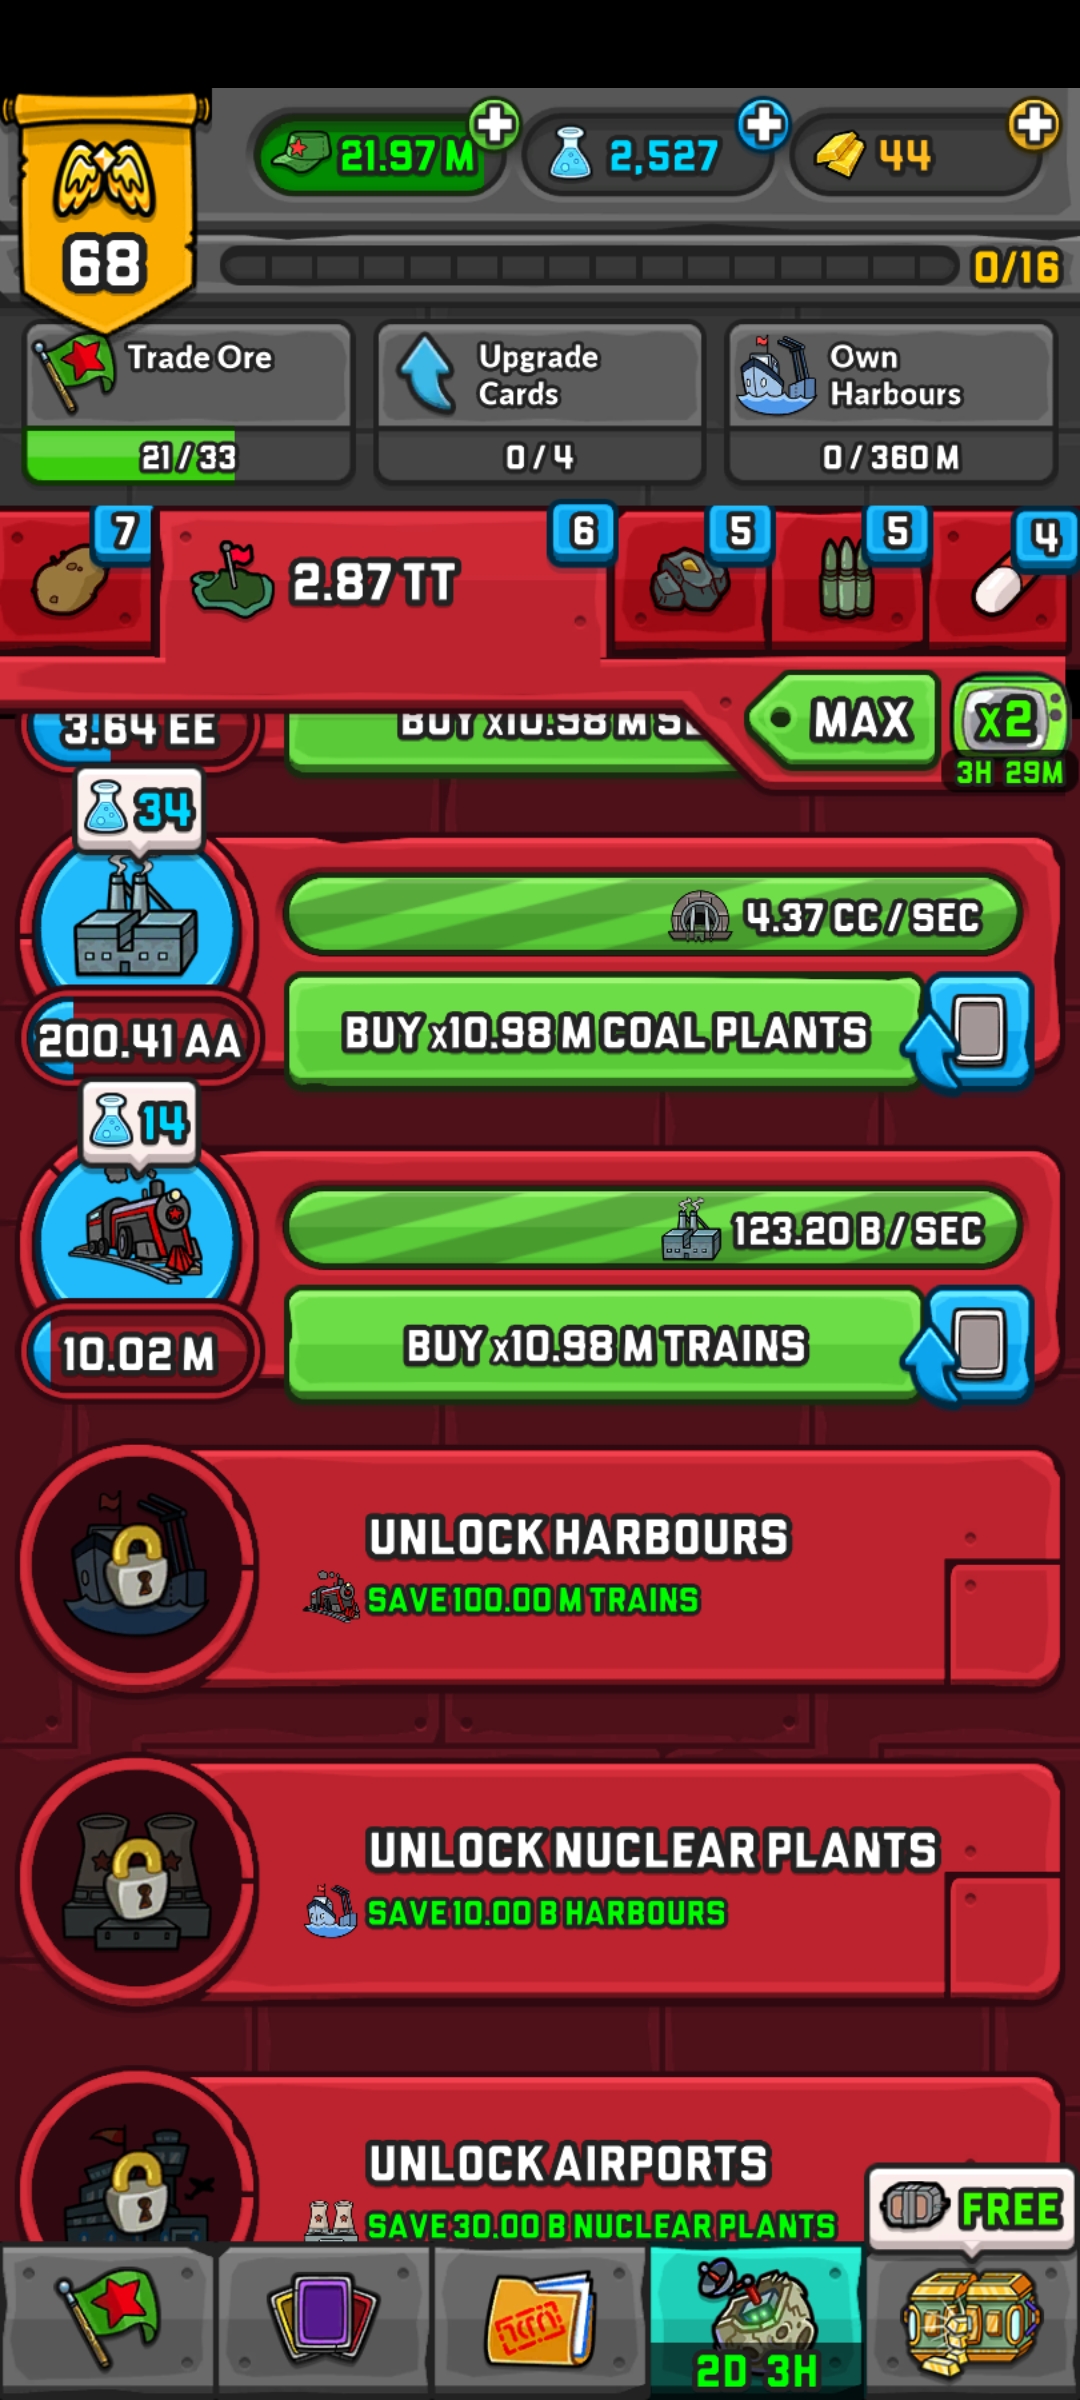 21.97 M
2,527
44
68
0/16
Trade Ore
21/33
Upgrade
Cards
0/4
Own
Harbours
0/360 M
7
2.87 TT
6
5
5
4
3.64 EE
BUY x10.98 M
MAX
x2
3H 29M
34
4.37 CC / SEC
200.41 AA
BUY x10.98 M COAL PLANTS
14
123.20 B / SEC
10.02 M
BUY x10.98 M TRAINS
UNLOCK HARBOURS
SAVE 100.00 M TRAINS
UNLOCK NUCLEAR PLANTS
SAVE 10.00 B HARBOURS
UNLOCK AIRPORTS
SAVE 30.00 B NUCLEAR PLANTS
FREE
2D 3H